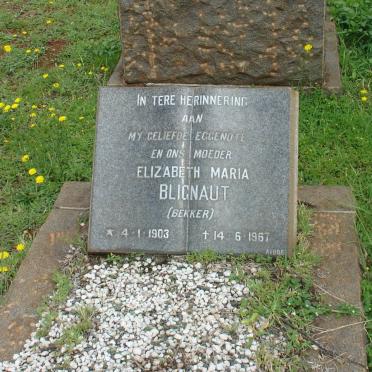 IN TERE HERINNERING
AAN
MY GELIEFDE EGGENOTE
EN ONS MOEDER
ELIZABETH MARIA
BLIGNAUT
(BEKKER)
* 4·1·1903 † 14·6·1967